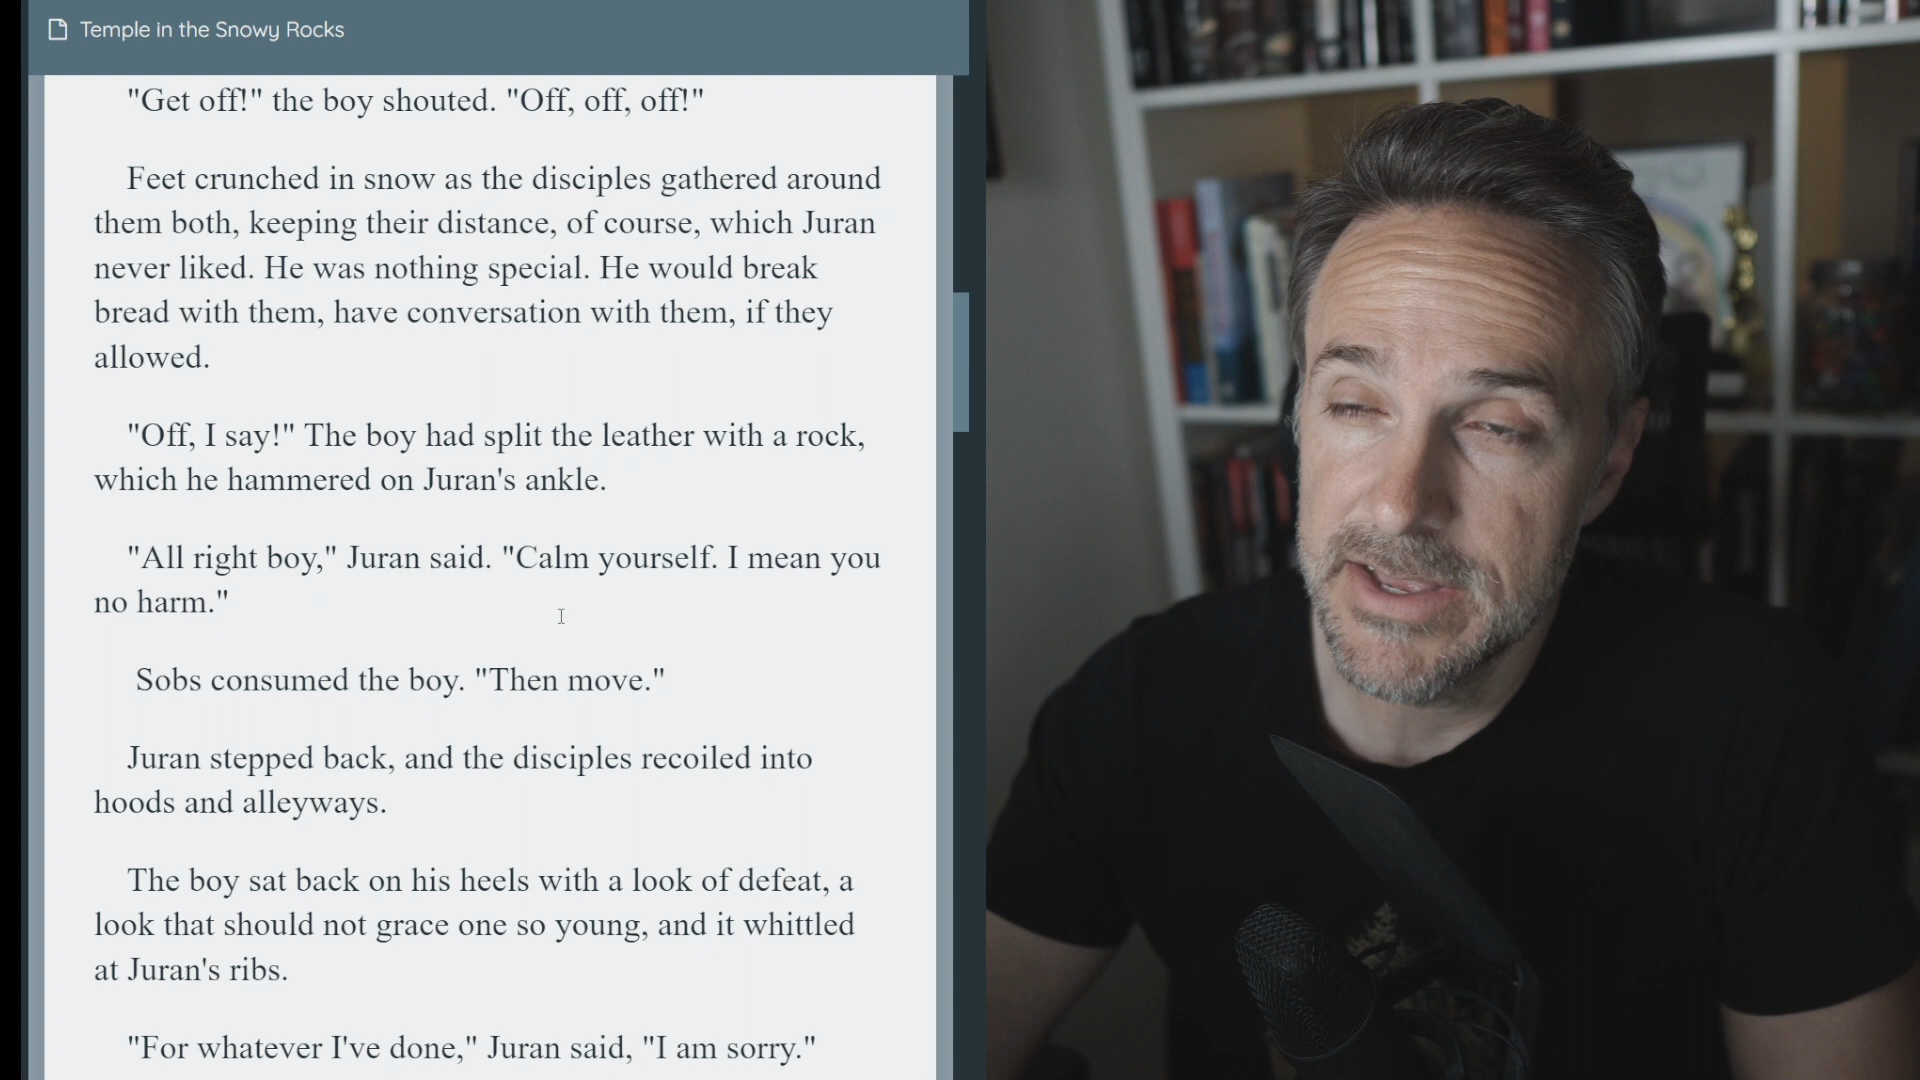 Temple in the Snowy Rocks
"Get off!" the boy shouted. "Off, off, off!"
Feet crunched in snow as the disciples gathered around
them both, keeping their distance, of course, which Juran
never liked. He was nothing special. He would break
bread with them, have conversation with them, if they
allowed.
"Off, I say!" The boy had split the leather with a rock,
which he hammered on Juran's ankle.
"All right boy," Juran said. "Calm yourself. I mean you
no harm."
Sobs consumed the boy. "Then move."
Juran stepped back, and the disciples recoiled into
hoods and alleyways.
The boy sat back on his heels with a look of defeat, a
look that should not grace one so young, and it whittled
at Juran's ribs.
"For whatever I've done," Juran said, "I am sorry."